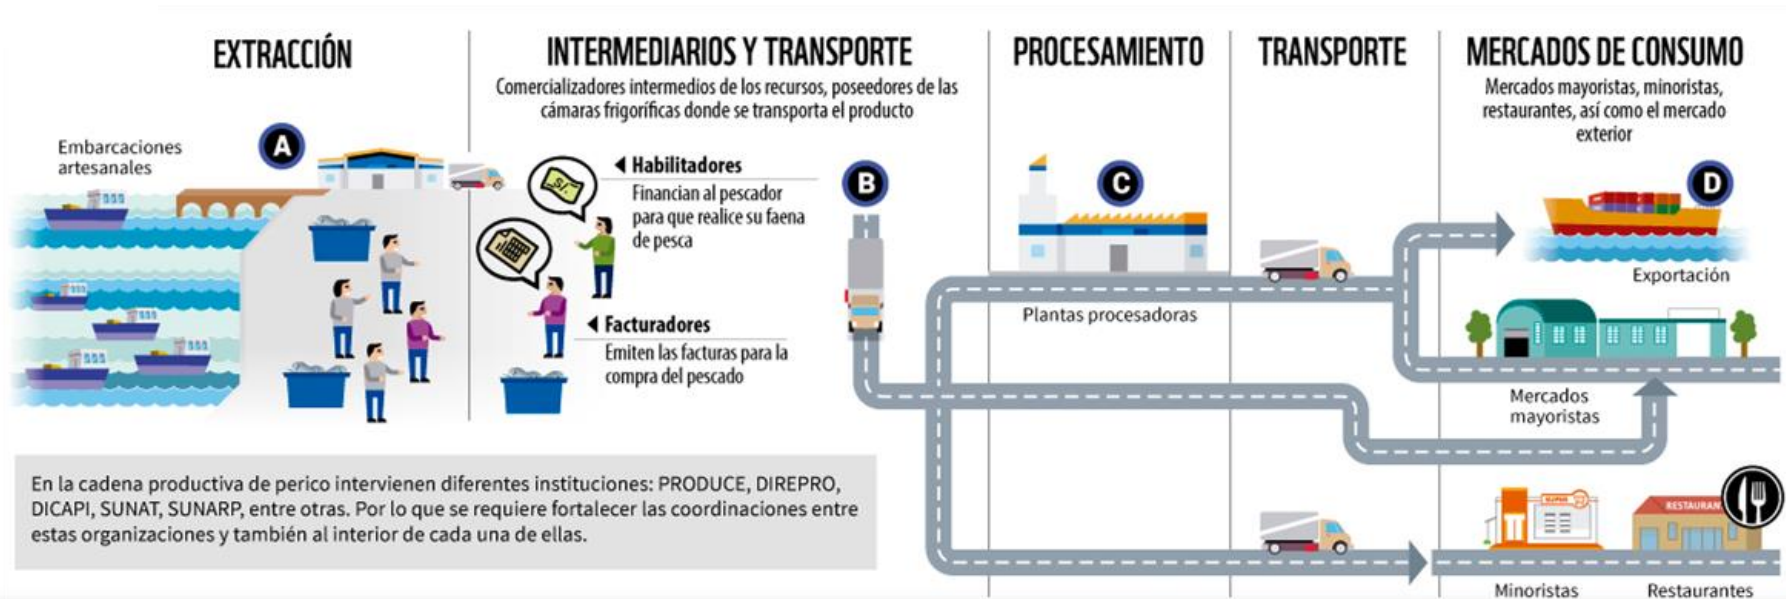 EXTRACCIÓN
Embarcaciones
artesanales
A
INTERMEDIARIOS Y TRANSPORTE
Comercializadores intermedios de los recursos, poseedores de las
cámaras frigoríficas donde se transporta el producto
S/.
Habilitadores
Financian al pescador
para que realice su faena
de pesca
Facturadores
Emiten las facturas para la
compra del pescado
B
PROCESAMIENTO
C
Plantas procesadoras
TRANSPORTE
MERCADOS DE CONSUMO
Mercados mayoristas, minoristas,
restaurantes, así como el mercado
exterior
D
Exportación
Mercados
mayoristas
SUPER
RESTAURAN
Minoristas
Restaurantes
En la cadena productiva de perico intervienen diferentes instituciones: PRODUCE, DIREPRO,
DICAPI, SUNAT, SUNARP, entre otras. Por lo que se requiere fortalecer las coordinaciones entre
estas organizaciones y también al interior de cada una de ellas.